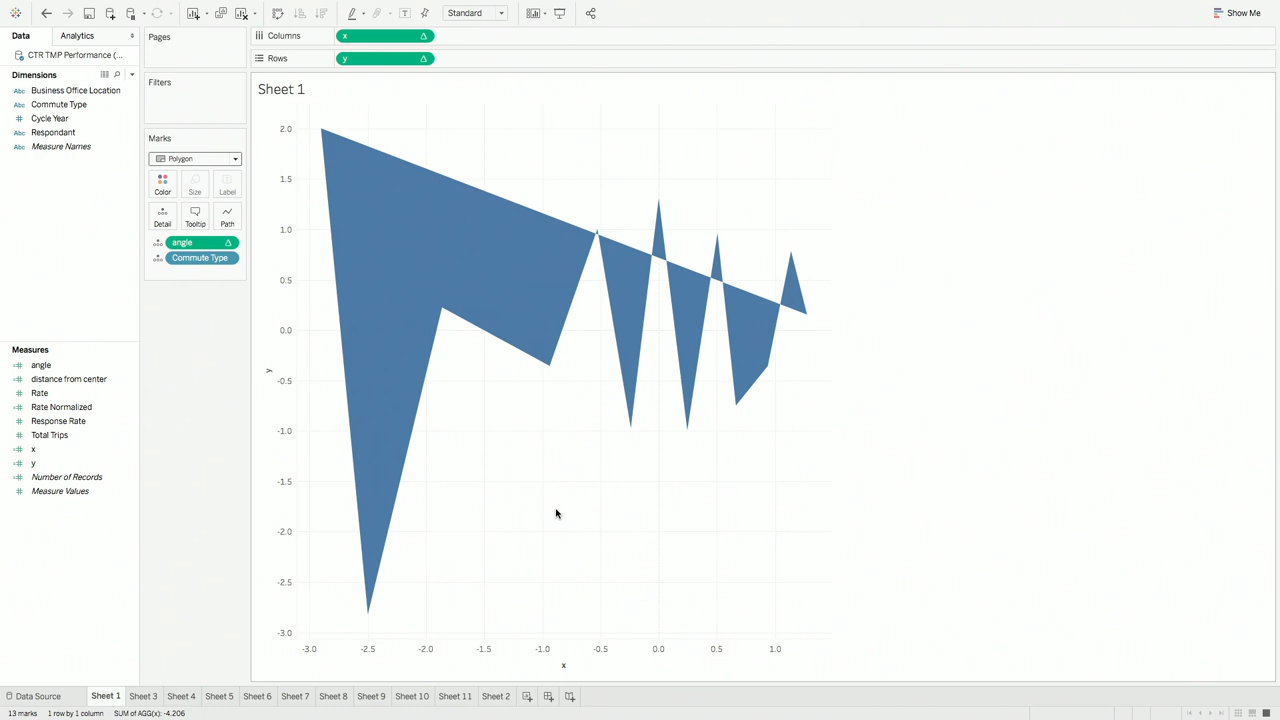 Standard
Show Me
Data
Analytics
Pages
Columns
x
Rows
y
CTR TMP Performance (...
Dimensions
Abc Business Office Location
Abc Commute Type
# Cycle Year
Abc Respondant
Abc Measure Names
Filters
Marks
Polygon
Color
Size
Label
Detail
Tooltip
Path
angle
Commute Type
Measures
angle
distance from center
Rate
Rate Normalized
Response Rate
Total Trips
x
y
Number of Records
Measure Values
Sheet 1
2.0
1.5
1.0
0.5
0.0
-0.5
-1.0
-1.5
-2.0
-2.5
-3.0
y
-3.0 -2.5 -2.0 -1.5 -1.0 -0.5 0.0 0.5 1.0
x
Data Source
Sheet 1
Sheet 3
Sheet 4
Sheet 5
Sheet 6
Sheet 7
Sheet 8
Sheet 9
Sheet 10
Sheet 11
Sheet 2
13 marks
1 row by 1 column
SUM of AGG(x): -4.206